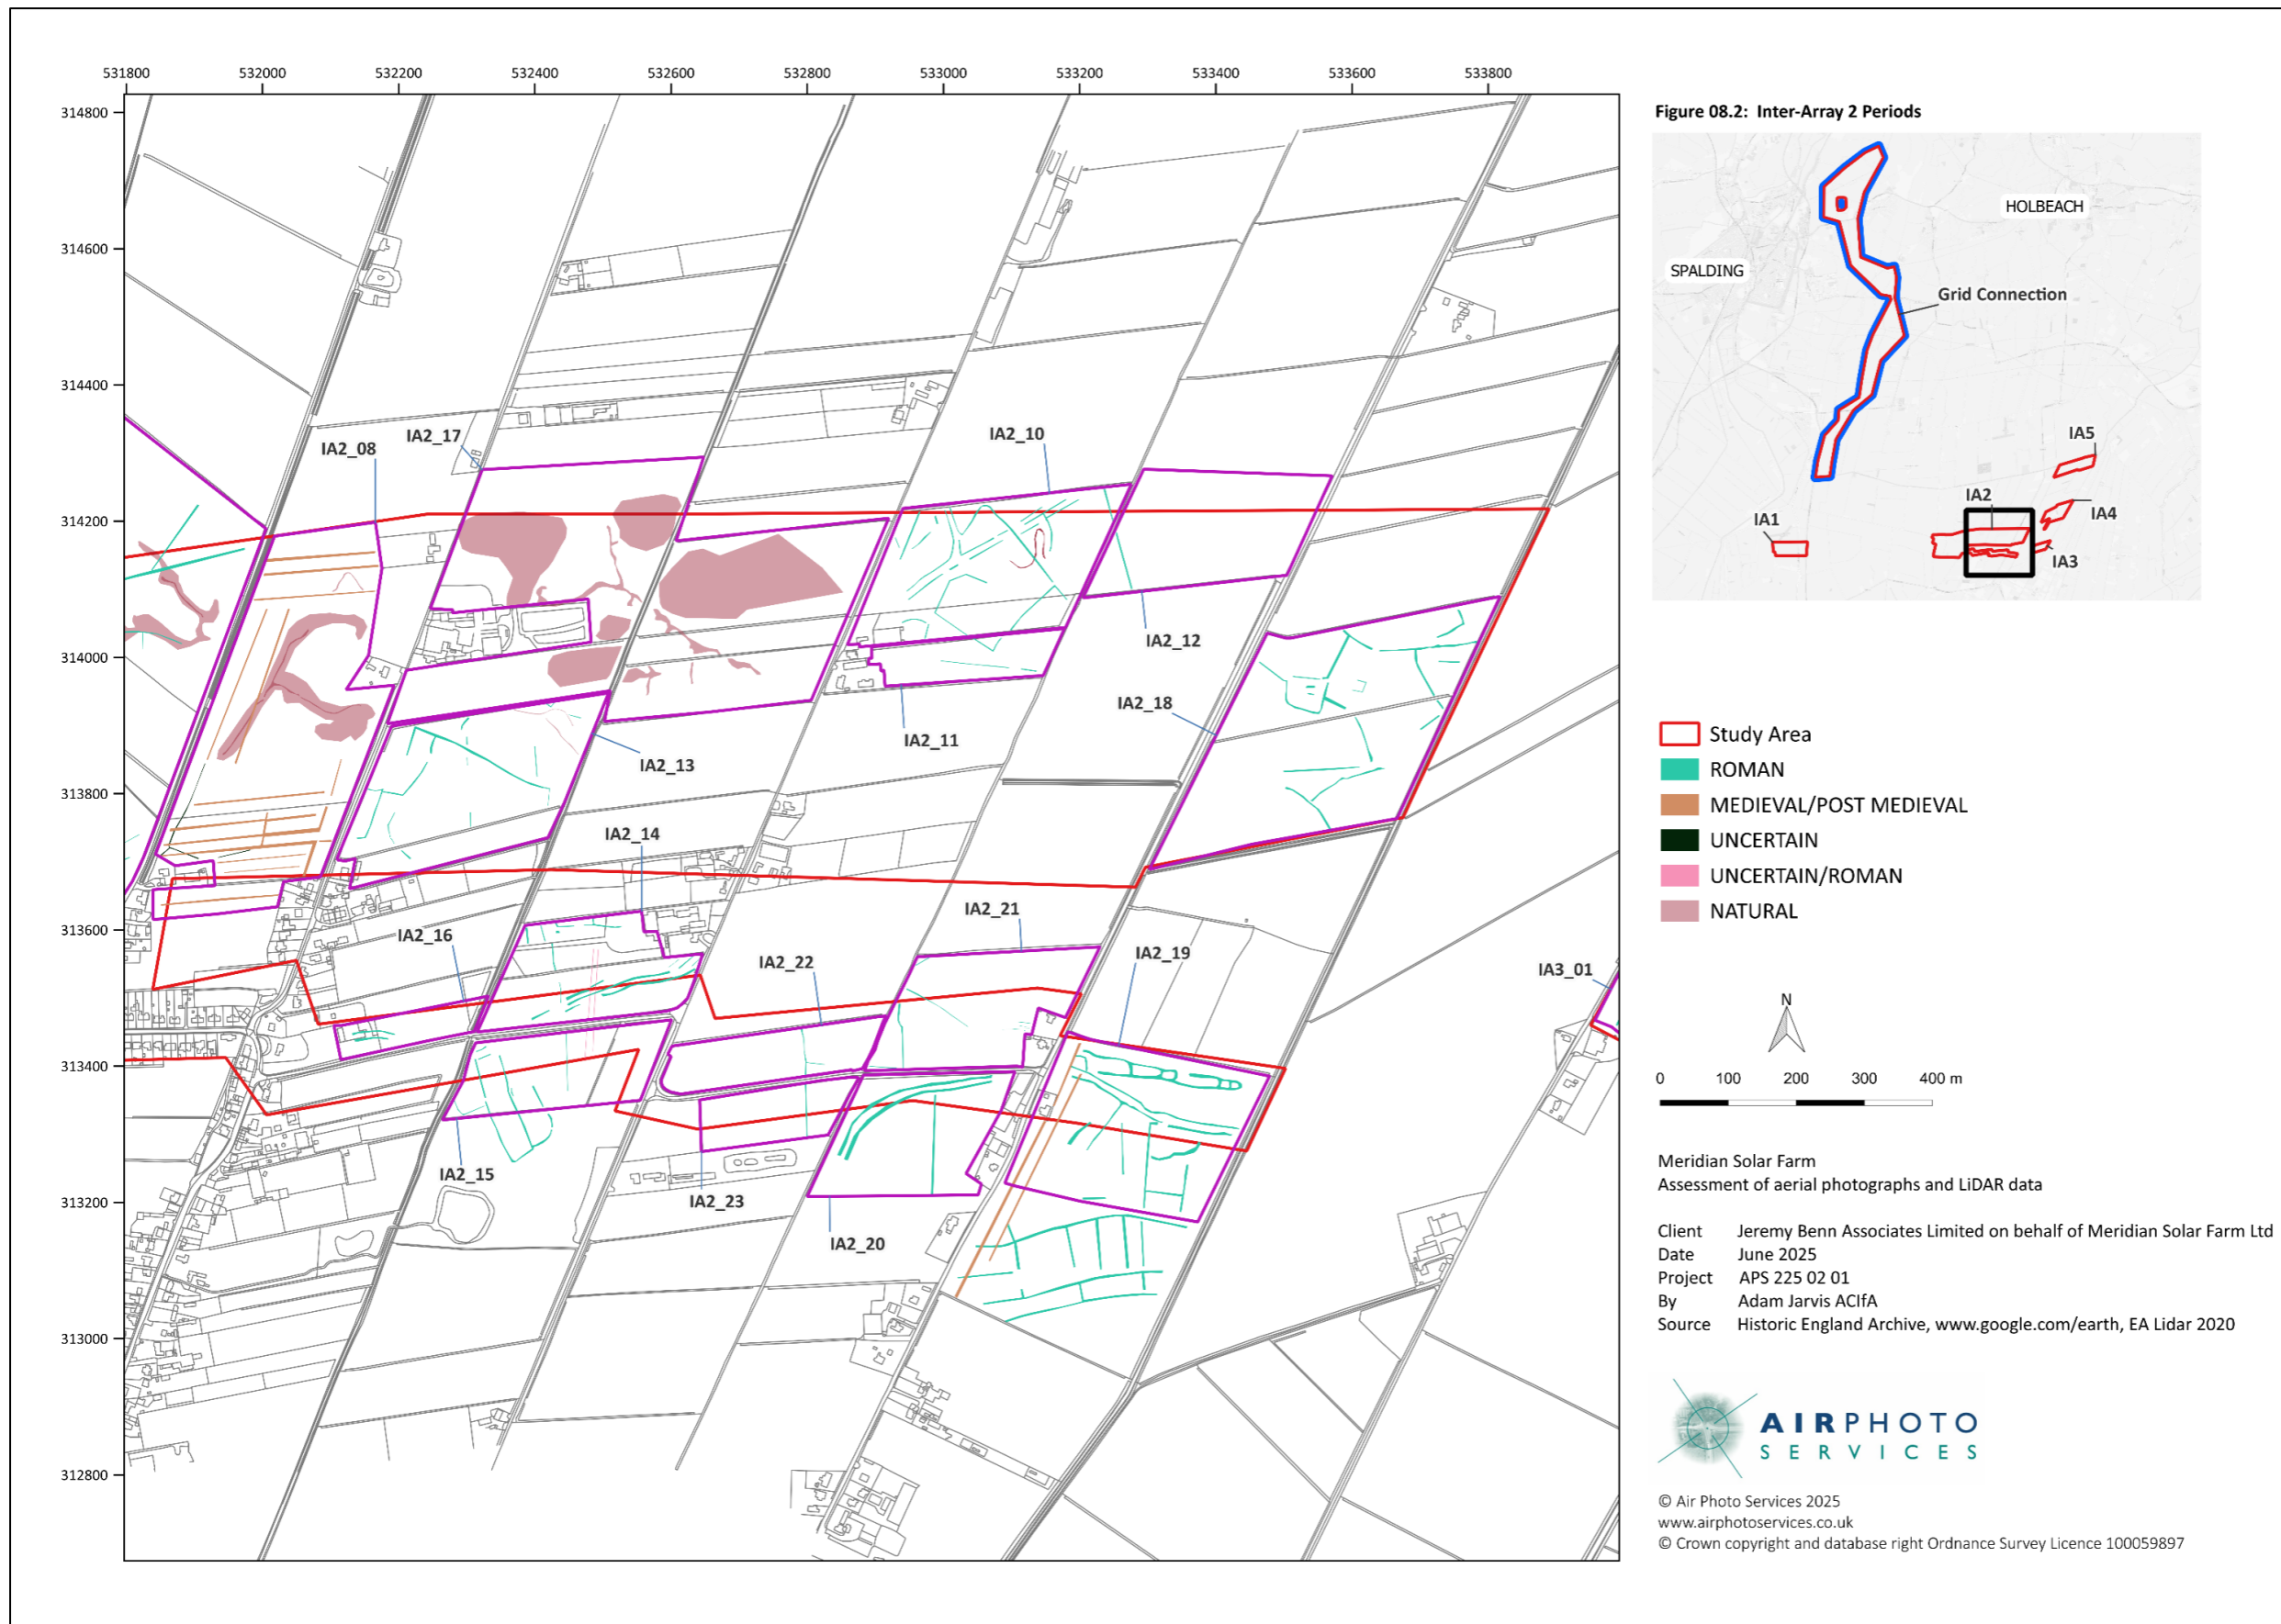 531800 532000 532200 532400 532600 532800 533000 533200 533400 533600 533800
314800
314600
314400
314200
314000
313800
313600
313400
313200
313000
312800
IA2_17
IA2_08
IA2_10
IA2_12
IA2_18
IA2_11
IA2_13
IA2_14
IA2_21
IA2_16
IA2_22
IA2_19
IA3_01
IA2_15
IA2_23
IA2_20
Figure 08.2: Inter-Array 2 Periods
HOLBEACH
SPALDING
Grid Connection
IA5
IA2
IA4
IA1
IA3
Study Area
ROMAN
MEDIEVAL/POST MEDIEVAL
UNCERTAIN
UNCERTAIN/ROMAN
NATURAL
N
0 100 200 300 400 m
Meridian Solar Farm
Assessment of aerial photographs and LiDAR data
Client Jeremy Benn Associates Limited on behalf of Meridian Solar Farm Ltd
Date June 2025
Project APS 225 02 01
By Adam Jarvis ACIfA
Source Historic England Archive, www.google.com/earth, EA Lidar 2020
AIRPHOTO
SERVICES
© Air Photo Services 2025
www.airphotoservices.co.uk
© Crown copyright and database right Ordnance Survey Licence 100059897